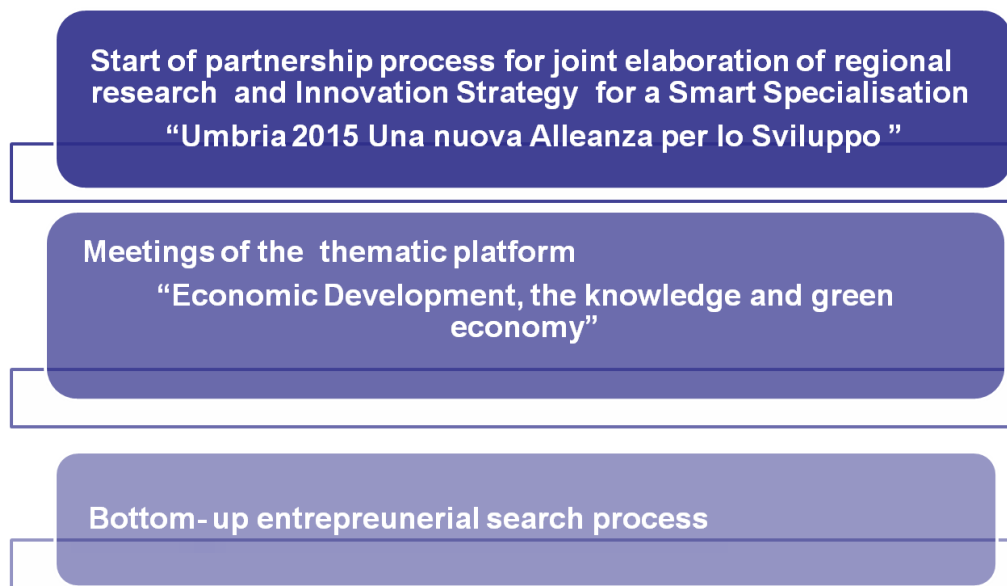 Start of partnership process for joint elaboration of regional
research and Innovation Strategy for a Smart Specialisation
“Umbria 2015 Una nuova Alleanza per lo Sviluppo ”
Meetings of the thematic platform
“Economic Development, the knowledge and green
economy”
Bottom- up entrepreunerial search process